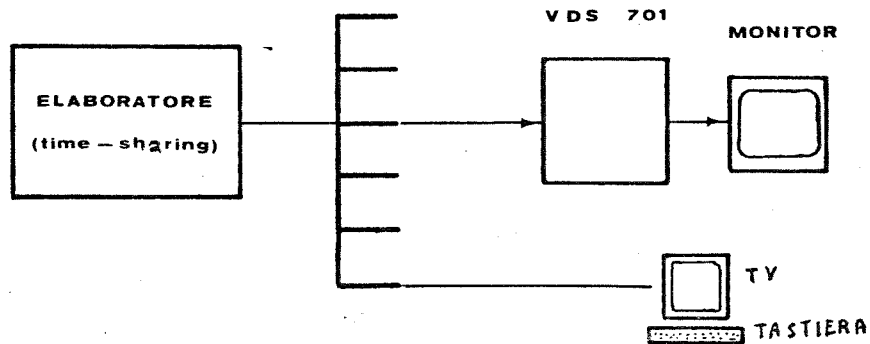 VDS 701
MONITOR
ELABORATORE
(time — sharing)
TV
TASTIERA